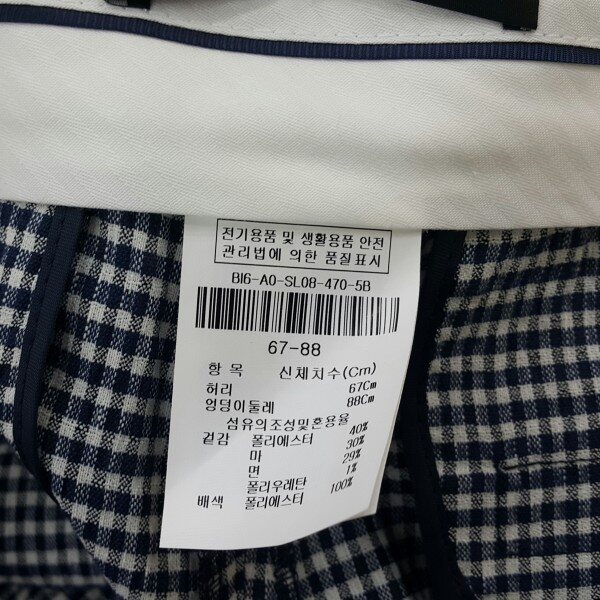 전기용품 및 생활용품 안전
관리법에 의한 품질표시
BI6-A0-SL08-470-5B
67-88
항 목 신체치수(Cm)
허리 67Cm
엉덩이둘레 88Cm
섬유의조성및혼용율
겉감 폴리에스터 40%
마 30%
면 29%
폴리우레탄 1%
배색 폴리에스터 100%